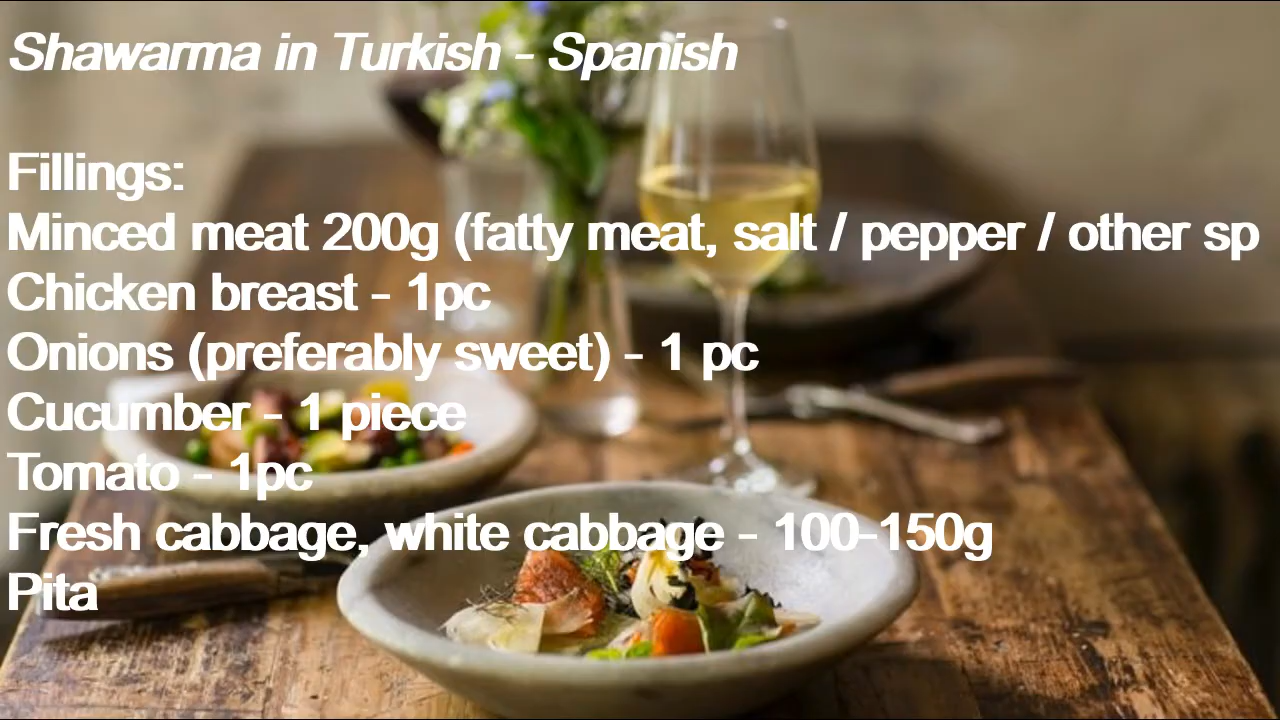 Shawarma in Turkish - Spanish
Fillings:
Minced meat 200g (fatty meat, salt / pepper / other sp
Chicken breast - 1pc
Onions (preferably sweet) - 1 pc
Cucumber - 1 piece
Tomato - 1pc
Fresh cabbage, white cabbage - 100-150g
Pita